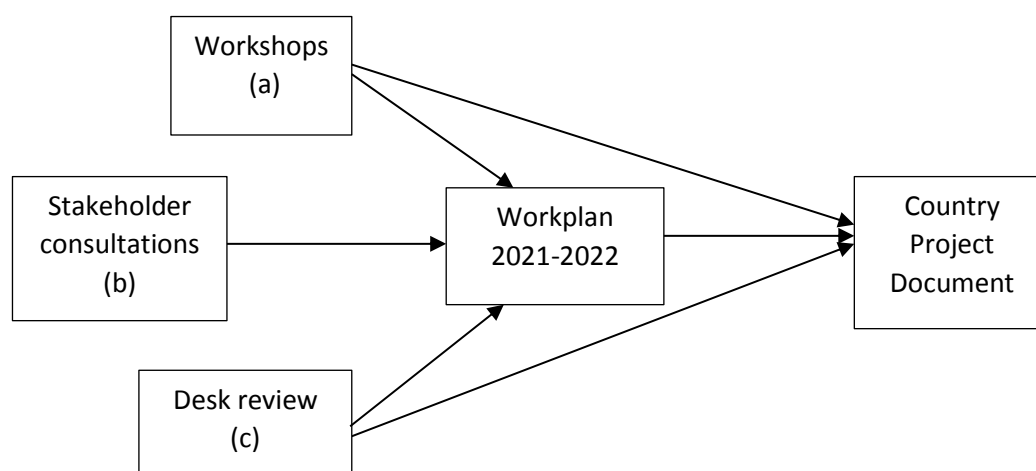 Workshops
(a)
Stakeholder
consultations
(b)
Workplan
2021-2022
Country
Project
Document
Desk review
(c)